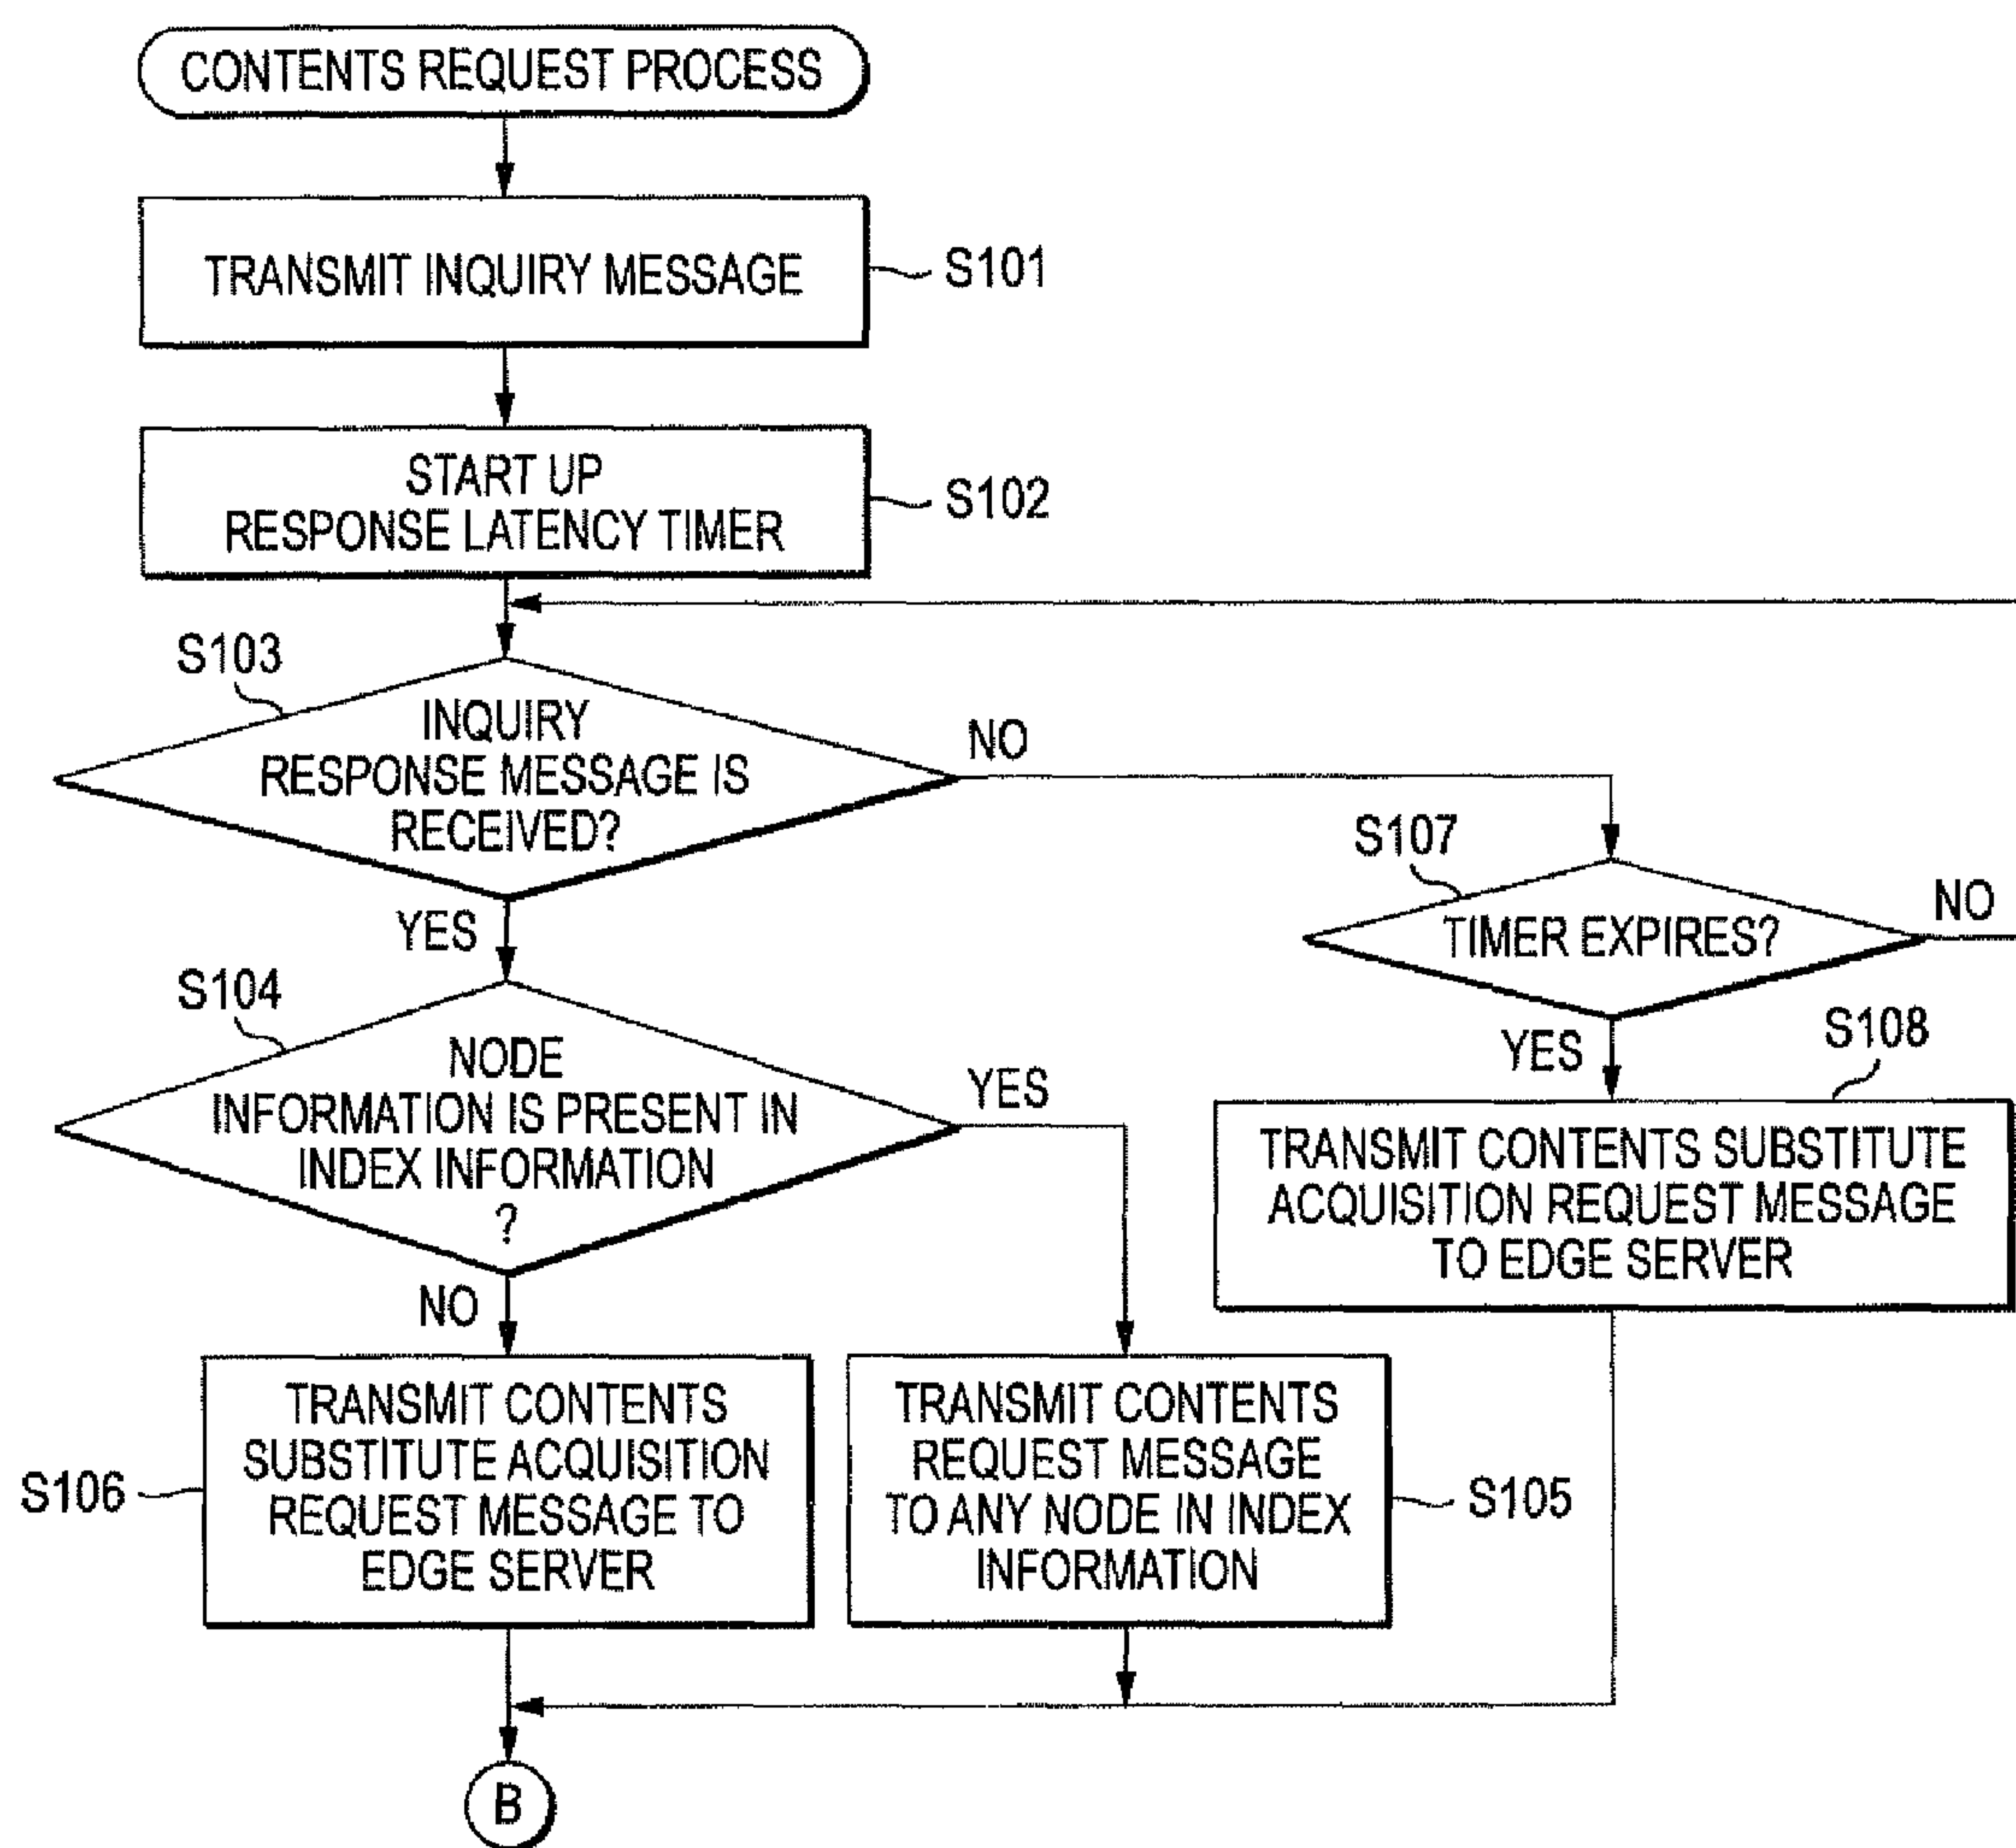 CONTENTS REQUEST PROCESS
TRANSMIT INQUIRY MESSAGE
S101
START UP
RESPONSE LATENCY TIMER
S102
S103
INQUIRY
RESPONSE MESSAGE IS
RECEIVED?
NO
YES
S107
TIMER EXPIRES?
NO
YES
S108
TRANSMIT CONTENTS SUBSTITUTE
ACQUISITION REQUEST MESSAGE
TO EDGE SERVER
S104
NODE
INFORMATION IS PRESENT IN
INDEX INFORMATION
?
YES
NO
S106
TRANSMIT CONTENTS
SUBSTITUTE ACQUISITION
REQUEST MESSAGE TO
EDGE SERVER
TRANSMIT CONTENTS
REQUEST MESSAGE
TO ANY NODE IN INDEX
INFORMATION
S105
B